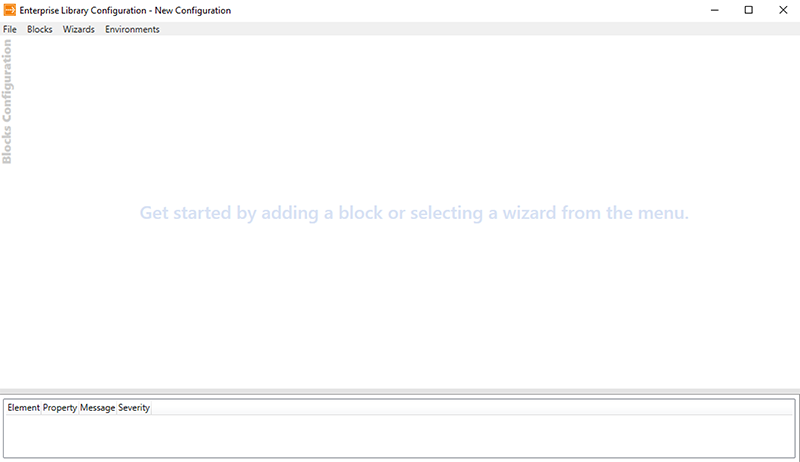 Enterprise Library Configuration - New Configuration
File Blocks Wizards Environments
Blocks Configuration
Get started by adding a block or selecting a wizard from the menu.
Element Property Message Severity